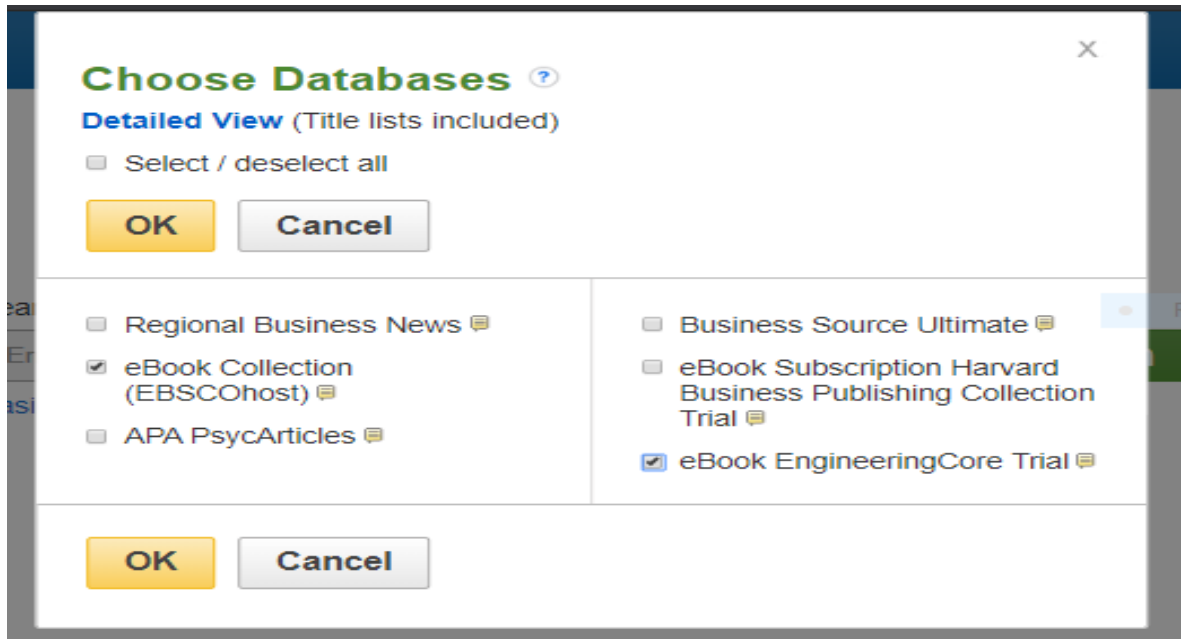 Choose Databases ?
Detailed View (Title lists included)
Select / deselect all
OK Cancel
Regional Business News
eBook Collection
(EBSCOhost)
APA PsycArticles
Business Source Ultimate
eBook Subscription Harvard
Business Publishing Collection
Trial
eBook EngineeringCore Trial
OK Cancel